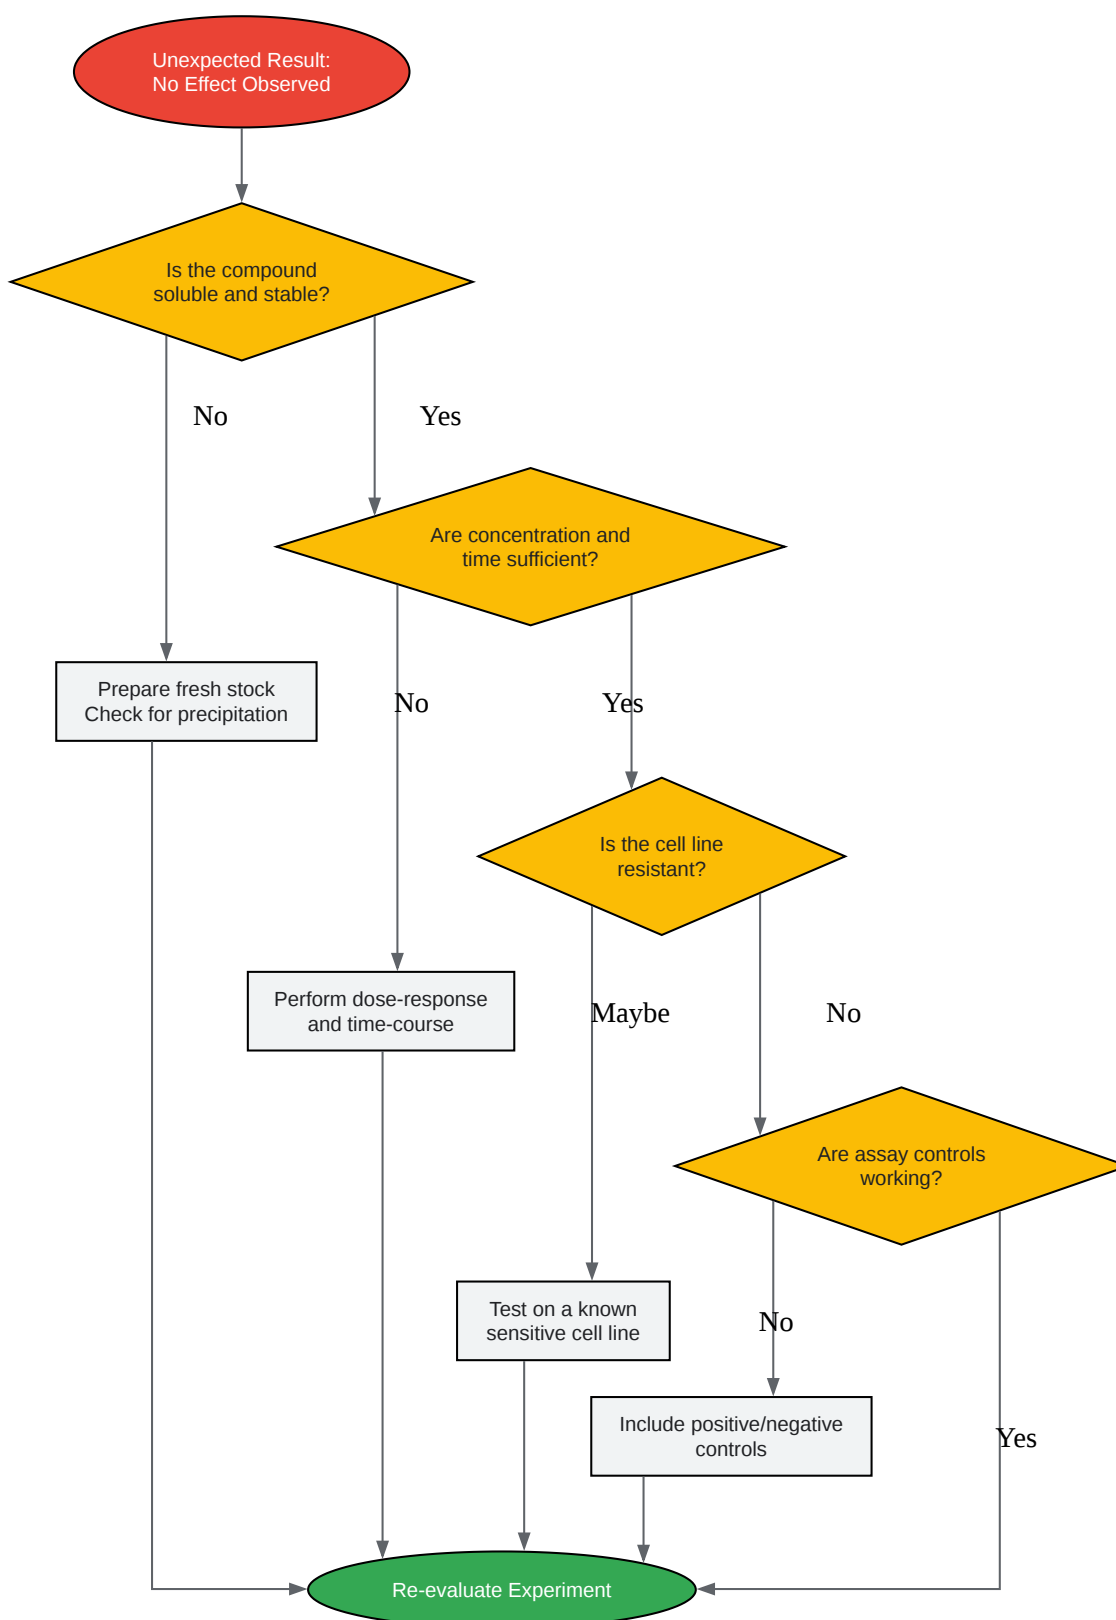 Unexpected Result:
No Effect Observed
Is the compound
soluble and stable?
No
Yes
Are concentration and
time sufficient?
Prepare fresh stock
Check for precipitation
No
Yes
Is the cell line
resistant?
Perform dose-response
and time-course
Maybe
No
Are assay controls
working?
Test on a known
sensitive cell line
No
Include positive/negative
controls
Yes
Re-evaluate Experiment